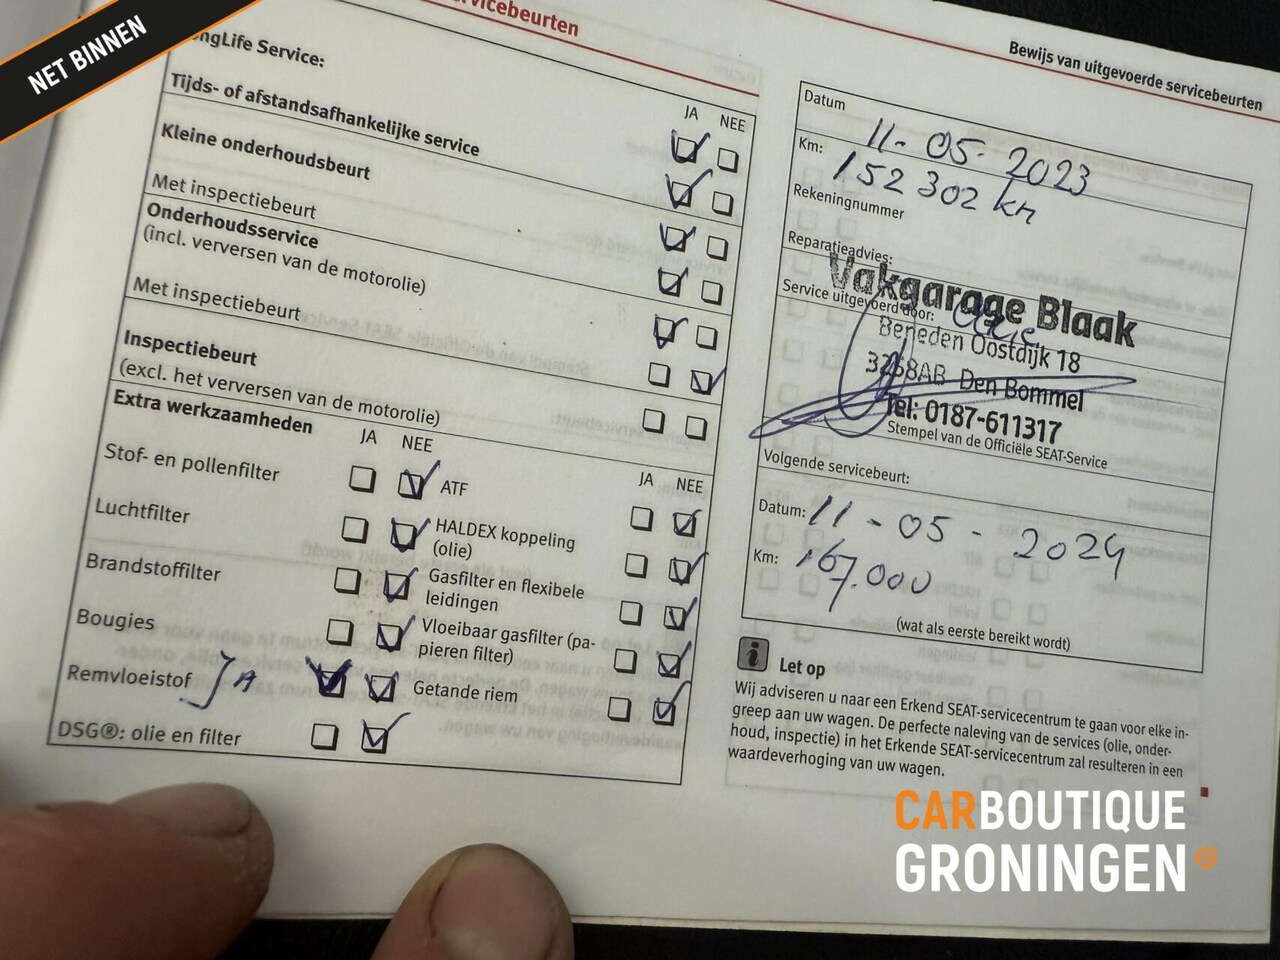 NET BINNEN
rvicebeurten
ongLife Service:
JA NEE
Tijds- of afstandsafhankelijke service
Kleine onderhoudsbeurt
Met inspectiebeurt
Onderhoudsservice
(incl. verversen van de motorolie)
Met inspectiebeurt
Inspectiebeurt
(excl. het verversen van de motorolie)
Extra werkzaamheden
JA NEE
JA NEE
Stof- en pollenfilter
ATF
Luchtfilter
HALDEX koppeling
(olie)
Brandstoffilter
Gasfilter en flexibele
leidingen
Bougies
Vloeibaar gasfilter (pa-
pieren filter)
Remvloeistof
JA
Getande riem
DSG®: olie en filter
Bewijs van uitgevoerde servicebeurten
Datum
11-05-2023
Km:
152 302 km
Rekeningnummer
Reparatieadvies:
Vakgarage Blaak
Service uitgevoerd door:
Beneden Oostdijk 18
3258AB Den Bommel
Tel: 0187-611317
Stempel van de Officiële SEAT-Service
Volgende servicebeurt:
Datum: 11-05-2024
Km: 167.000
(wat als eerste bereikt wordt)
i Let op
Wij adviseren u naar een Erkend SEAT-servicecentrum te gaan voor elke in-
greep aan uw wagen. De perfecte naleving van de services (olie, onder-
houd, inspectie) in het Erkende SEAT-servicecentrum zal resulteren in een
waardeverhoging van uw wagen.
CARBOUTIQUE
GRONINGEN